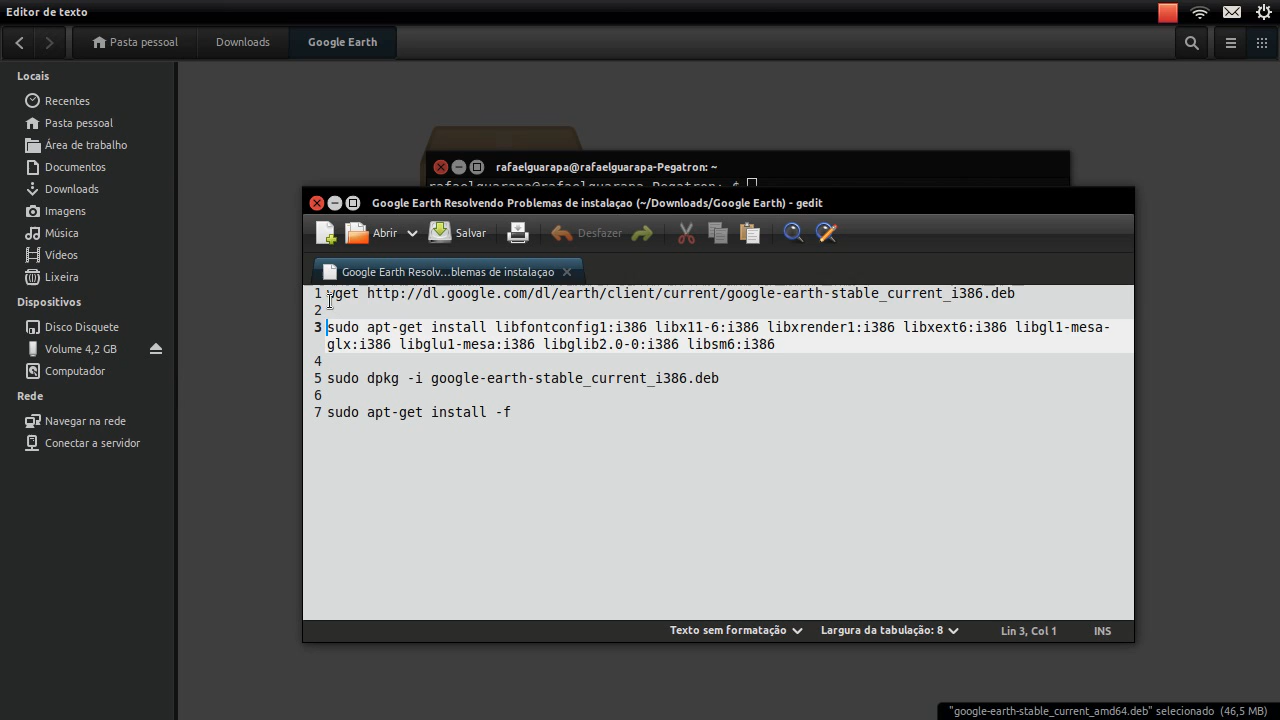 Editor de texto
Pasta pessoal
Downloads
Google Earth
Locais
Recentes
Pasta pessoal
Área de trabalho
Documentos
Downloads
Imagens
Música
Vídeos
Lixeira
Dispositivos
Disco Disquete
Volume 4,2 GB
Computador
Rede
Navegar na rede
Conectar a servidor
rafaelguarapa@rafaelguarapa-Pegatron: ~
rafaelguarapa@rafaelguarapa-Pegatron:~$
Google Earth Resolvendo Problemas de instalaçao (~/Downloads/Google Earth) - gedit
Abrir
Salvar
Desfazer
Google Earth Resolv...blemas de instalaçao
1 wget http://dl.google.com/dl/earth/client/current/google-earth-stable_current_i386.deb
2
3 sudo apt-get install libfontconfig1:i386 libx11-6:i386 libxrender1:i386 libxext6:i386 libgl1-mesa-
glx:i386 libglu1-mesa:i386 libglib2.0-0:i386 libsm6:i386
4
5 sudo dpkg -i google-earth-stable_current_i386.deb
6
7 sudo apt-get install -f
Texto sem formatação
Largura da tabulação: 8
Lin 3, Col 1
INS
"google-earth-stable_current_amd64.deb" selecionado (46,5 MB)